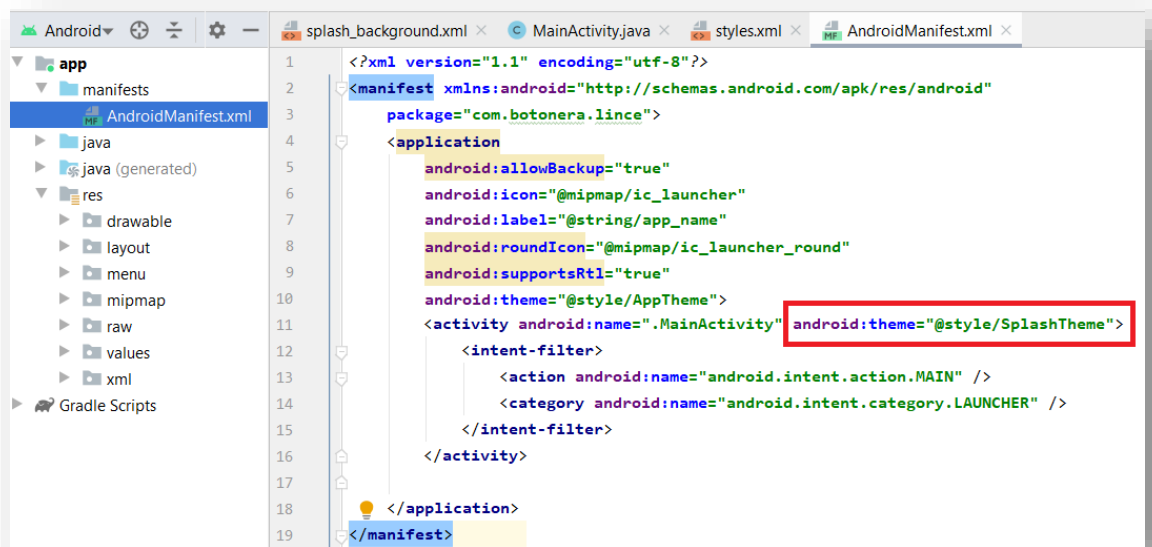 Android
splash_background.xml
MainActivity.java
styles.xml
AndroidManifest.xml
app
manifests
AndroidManifest.xml
java
java (generated)
res
drawable
layout
menu
mipmap
raw
values
xml
Gradle Scripts
1 <?xml version="1.1" encoding="utf-8"?>
2 <manifest xmlns:android="http://schemas.android.com/apk/res/android"
3 package="com.botonera.lince">
4 <application
5 android:allowBackup="true"
6 android:icon="@mipmap/ic_launcher"
7 android:label="@string/app_name"
8 android:roundIcon="@mipmap/ic_launcher_round"
9 android:supportsRtl="true"
10 android:theme="@style/AppTheme">
11 <activity android:name=".MainActivity" android:theme="@style/SplashTheme">
12 <intent-filter>
13 <action android:name="android.intent.action.MAIN" />
14 <category android:name="android.intent.category.LAUNCHER" />
15 </intent-filter>
16 </activity>
17
18 </application>
19 </manifest>